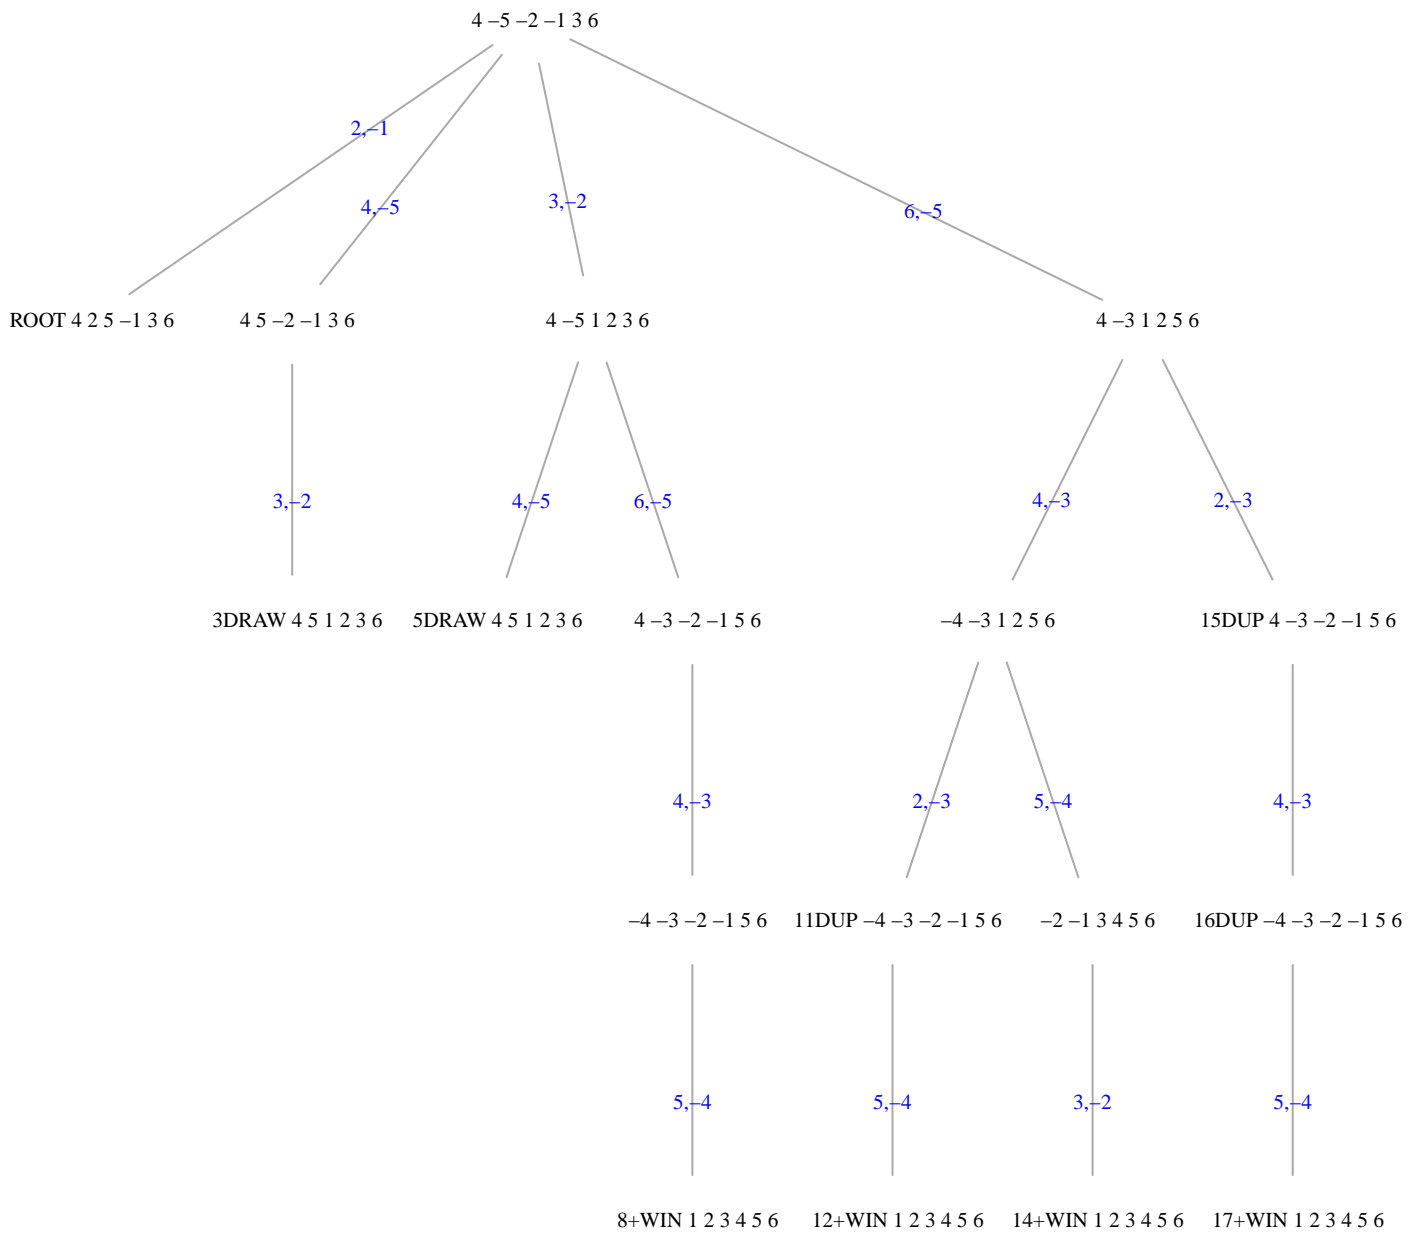 4 –5 –2 –1 3 6
2,–1
4,–5
3,–2
6,–5
ROOT 4 2 5 –1 3 6
4 5 –2 –1 3 6
4 –5 1 2 3 6
4 –3 1 2 5 6
3,–2
4,–5
6,–5
4,–3
2,–3
3DRAW 4 5 1 2 3 6
5DRAW 4 5 1 2 3 6
4 –3 –2 –1 5 6
–4 –3 1 2 5 6
15DUP 4 –3 –2 –1 5 6
4,–3
2,–3
5,–4
4,–3
–4 –3 –2 –1 5 6
11DUP –4 –3 –2 –1 5 6
–2 –1 3 4 5 6
16DUP –4 –3 –2 –1 5 6
5,–4
5,–4
3,–2
5,–4
8+WIN 1 2 3 4 5 6
12+WIN 1 2 3 4 5 6
14+WIN 1 2 3 4 5 6
17+WIN 1 2 3 4 5 6